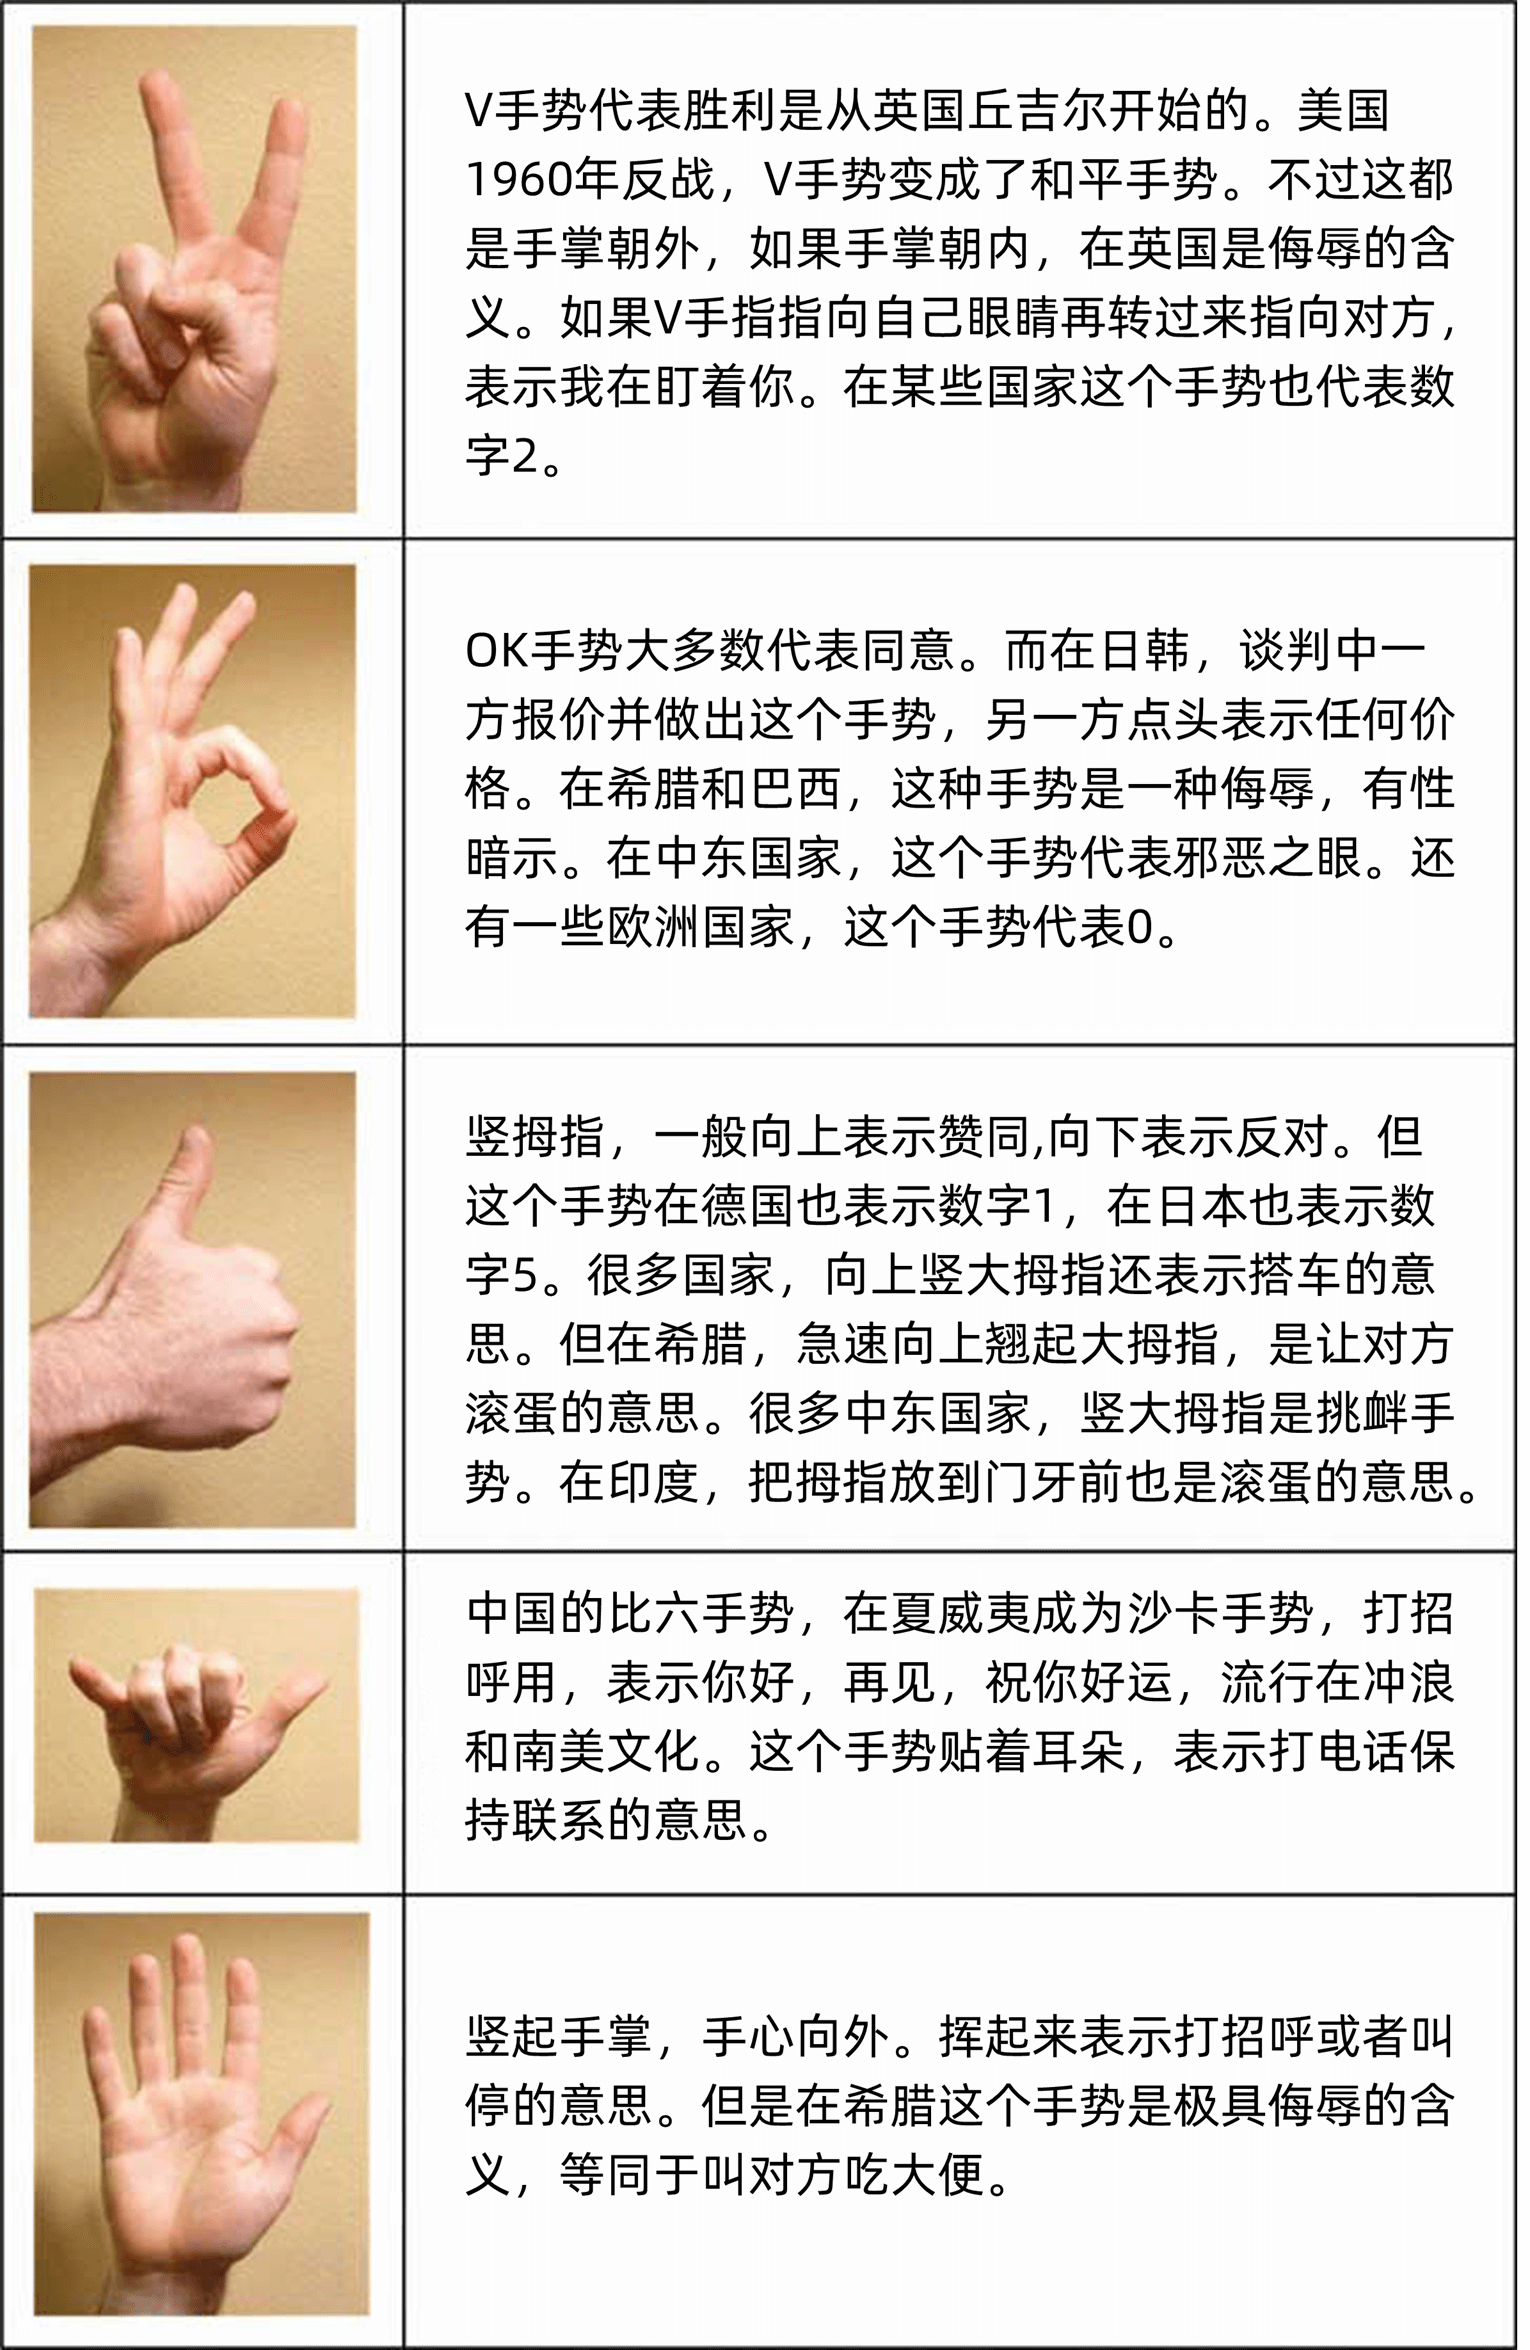 V手势代表胜利是从英国丘吉尔开始的。美国
1960年反战，V手势变成了和平手势。不过这都
是手掌朝外，如果手掌朝内，在英国是侮辱的含
义。如果V手指指向自己眼睛再转过来指向对方，
表示我在盯着你。在某些国家这个手势也代表数
字2。
OK手势大多数代表同意。而在日韩，谈判中一
方报价并做出这个手势，另一方点头表示任何价
格。在希腊和巴西，这种手势是一种侮辱，有性
暗示。在中东国家，这个手势代表邪恶之眼。还
有一些欧洲国家，这个手势代表0。
竖拇指，一般向上表示赞同,向下表示反对。但
这个手势在德国也表示数字1，在日本也表示数
字5。很多国家，向上竖大拇指还表示搭车的意
思。但在希腊，急速向上翘起大拇指，是让对方
滚蛋的意思。很多中东国家，竖大拇指是挑衅手
势。在印度，把拇指放到门牙前也是滚蛋的意思。
中国的比六手势，在夏威夷成为沙卡手势，打招
呼用，表示你好，再见，祝你好运，流行在冲浪
和南美文化。这个手势贴着耳朵，表示打电话保
持联系的意思。
竖起手掌，手心向外。挥起来表示打招呼或者叫
停的意思。但是在希腊这个手势是极具侮辱的含
义，等同于叫对方吃大便。